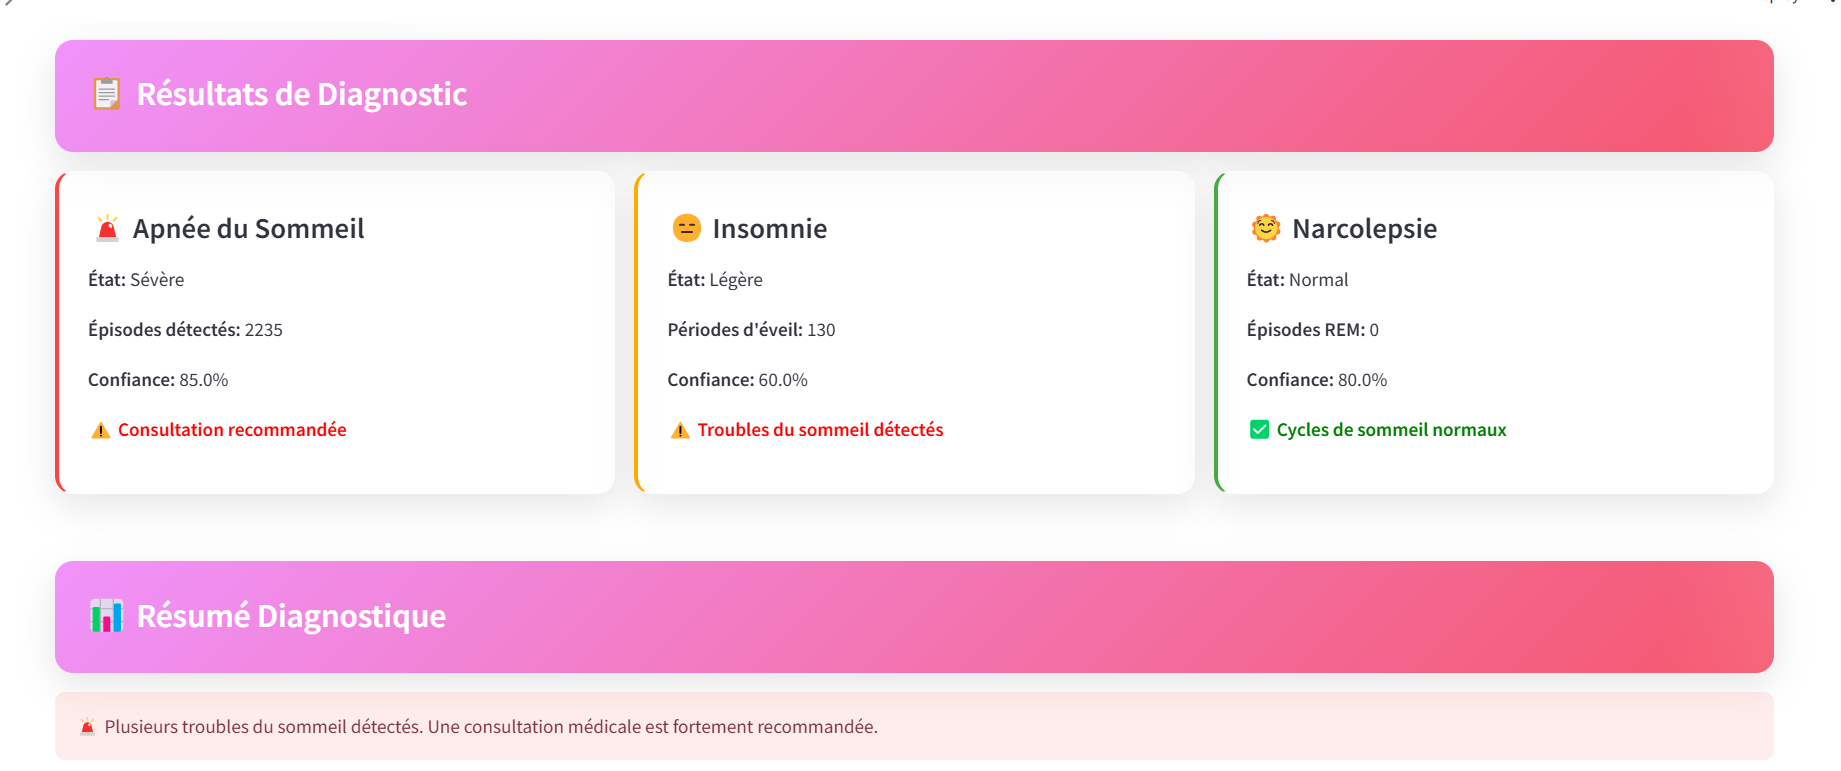 Résultats de Diagnostic
Apnée du Sommeil
État: Sévère
Épisodes détectés: 2235
Confiance: 85.0%
Consultation recommandée
Insomnie
État: Légère
Périodes d'éveil: 130
Confiance: 60.0%
Troubles du sommeil détectés
Narcolepsie
État: Normal
Épisodes REM: 0
Confiance: 80.0%
Cycles de sommeil normaux
Résumé Diagnostique
Plusieurs troubles du sommeil détectés. Une consultation médicale est fortement recommandée.